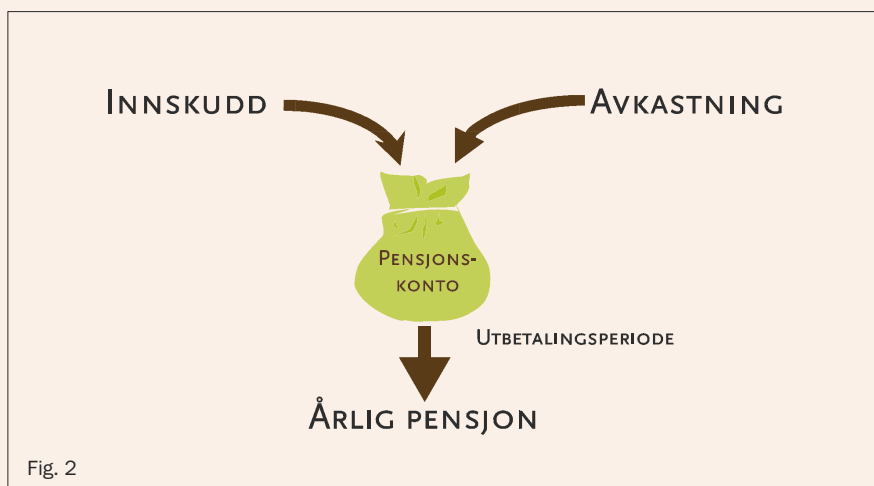 INNSKUDD
AVKASTNING
PENSJONS-
KONTO
UTBETALINGSPERIODE
ÅRLIG PENSJON
Fig. 2